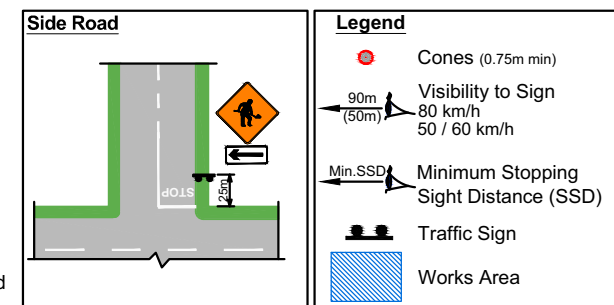 Side Road
STOP
25m
d
Legend
Cones (0.75m min)
90m
(50m)
Visibility to Sign
80 km/h
50 / 60 km/h
Min.SSD
Minimum Stopping
Sight Distance (SSD)
Traffic Sign
Works Area